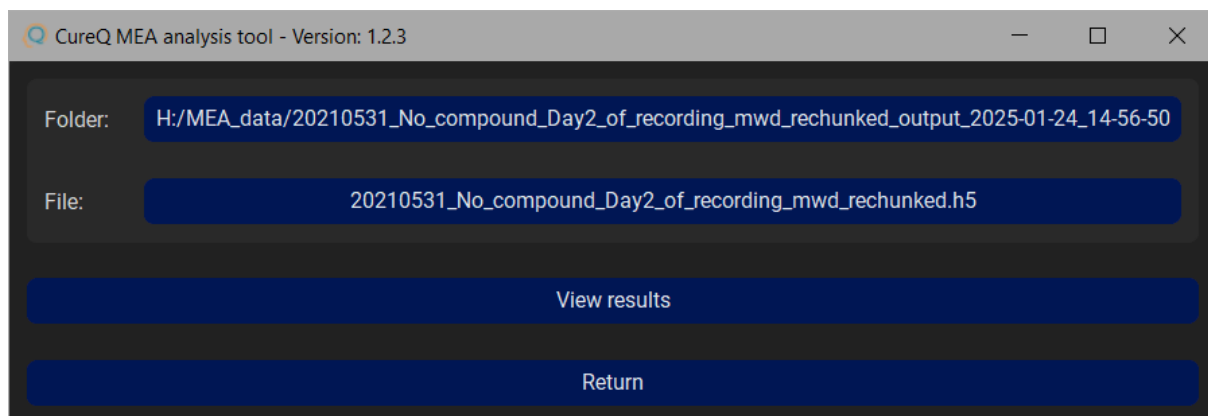 CureQ MEA analysis tool - Version: 1.2.3
Folder: H:/MEA_data/20210531_No_compound_Day2_of_recording_mwd_rechunked_output_2025-01-24_14-56-50
File: 20210531_No_compound_Day2_of_recording_mwd_rechunked.h5
View results
Return